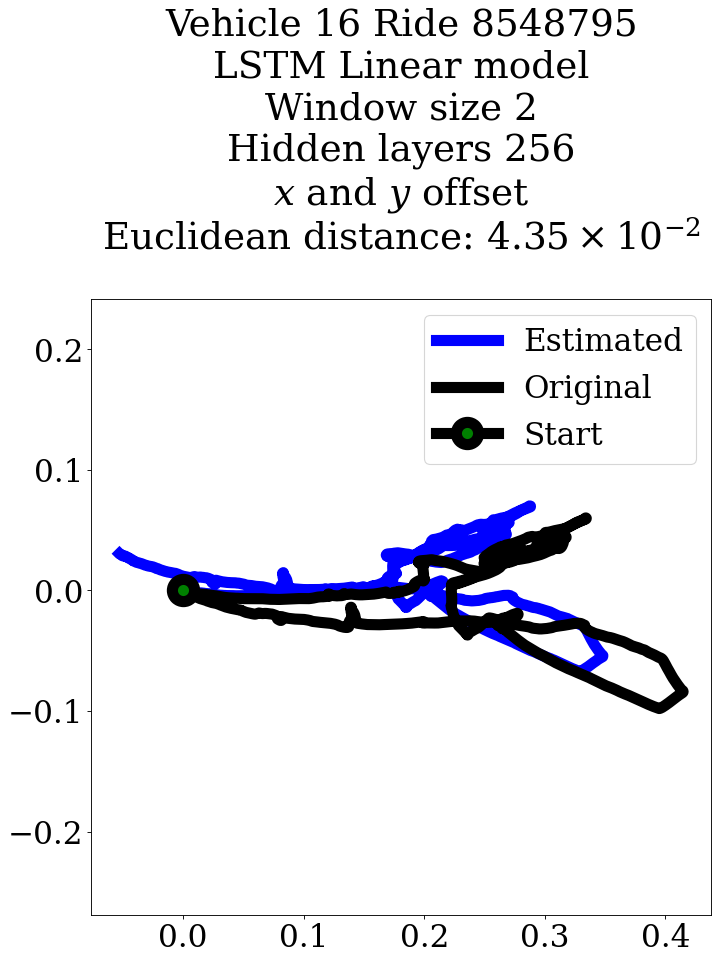 Vehicle 16 Ride 8548795
LSTM Linear model
Window size 2
Hidden layers 256
x and y offset
Euclidean distance: 4.35 × 10⁻²
Estimated
Original
Start
0.2
0.1
0.0
−0.1
−0.2
0.0 0.1 0.2 0.3 0.4